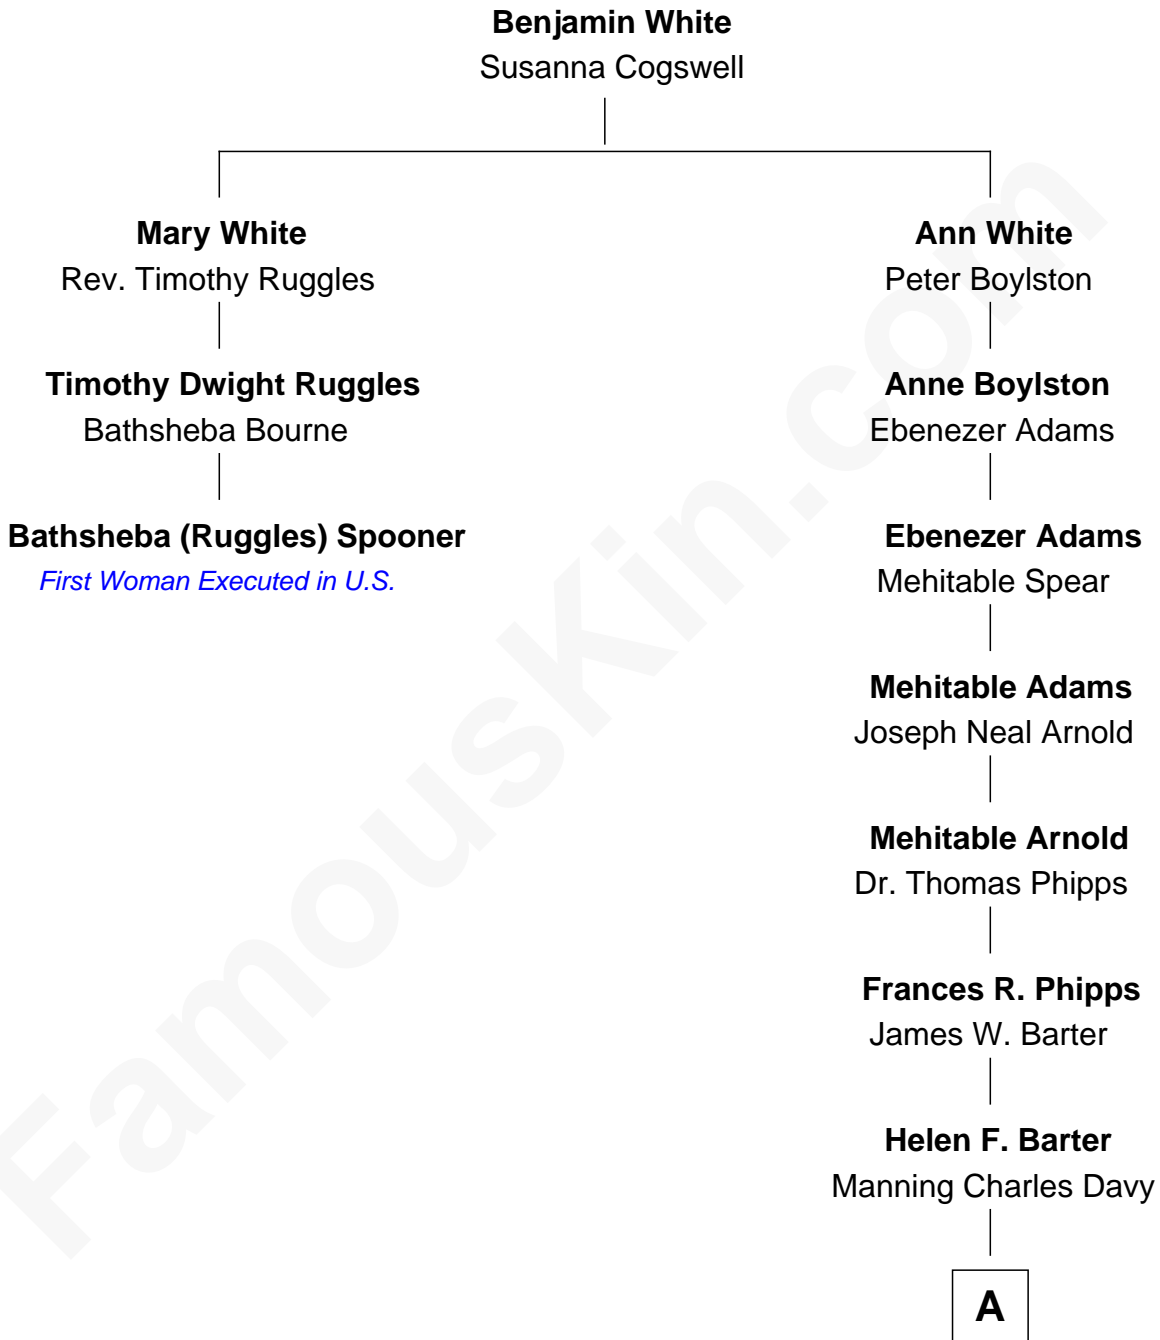 Benjamin White
Susanna Cogswell
Mary White
Rev. Timothy Ruggles
Timothy Dwight Ruggles
Bathsheba Bourne
Bathsheba (Ruggles) Spooner
First Woman Executed in U.S.
Ann White
Peter Boylston
Anne Boylston
Ebenezer Adams
Ebenezer Adams
Mehitable Spear
Mehitable Adams
Joseph Neal Arnold
Mehitable Arnold
Dr. Thomas Phipps
Frances R. Phipps
James W. Barter
Helen F. Barter
Manning Charles Davy
A
FamousKin.com